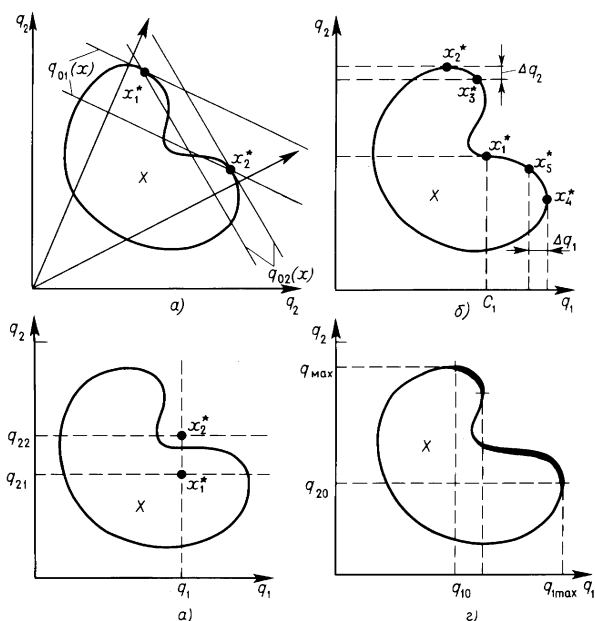 q₂
q₀₁(x)
x₁*
x₂*
X
q₀₂(x)
q₂
а)
q₂
x₂*
Δq₂
x₃*
x₁*
x₅*
X
x₄*
Δq₁
C₁
q₁
б)
q₂
q₂₂
x₂*
q₂₁
x₁*
X
q₁
q₁
а)
q₂
qмах
X
q₂₀
q₁₀
q₁max
q₁
г)